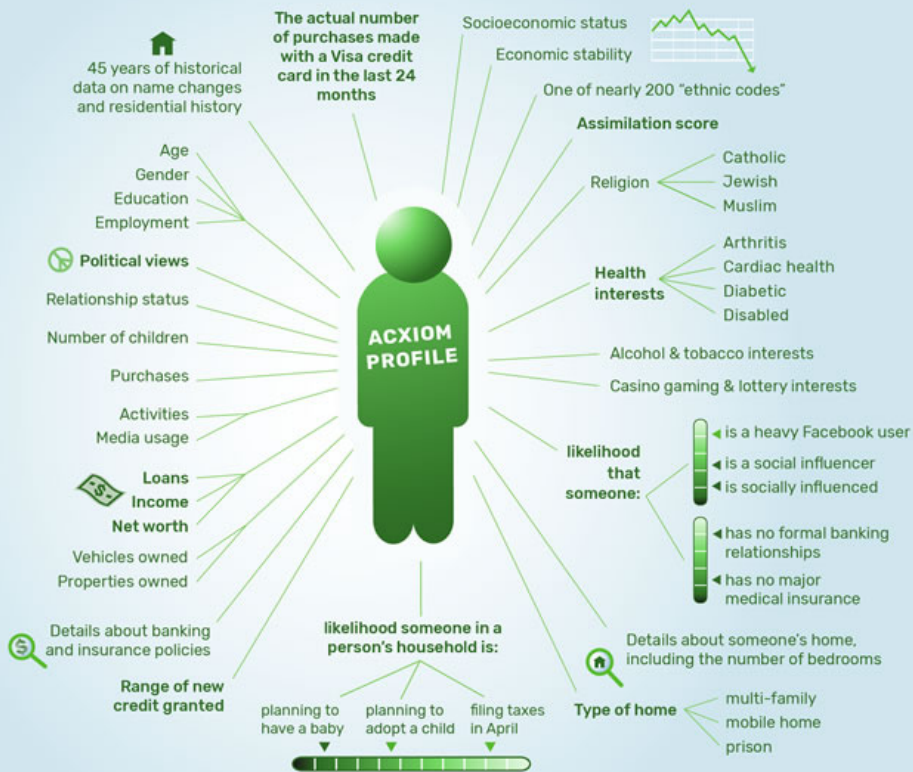 The actual number
of purchases made
with a Visa credit
card in the last 24
months
Socioeconomic status
Economic stability
One of nearly 200 “ethnic codes”
Assimilation score
45 years of historical
data on name changes
and residential history
Age
Gender
Education
Employment
Political views
Relationship status
Number of children
Purchases
Activities
Media usage
$
Loans
Income
Net worth
Vehicles owned
Properties owned
$
Details about banking
and insurance policies
Range of new
credit granted
ACXIOM
PROFILE
Religion
Catholic
Jewish
Muslim
Health
interests
Arthritis
Cardiac health
Diabetic
Disabled
Alcohol & tobacco interests
Casino gaming & lottery interests
likelihood
that
someone:
is a heavy Facebook user
is a social influencer
is socially influenced
has no formal banking
relationships
has no major
medical insurance
Details about someone's home,
including the number of bedrooms
Type of home
multi-family
mobile home
prison
likelihood someone in a
person's household is:
planning to
have a baby
planning to
adopt a child
filing taxes
in April